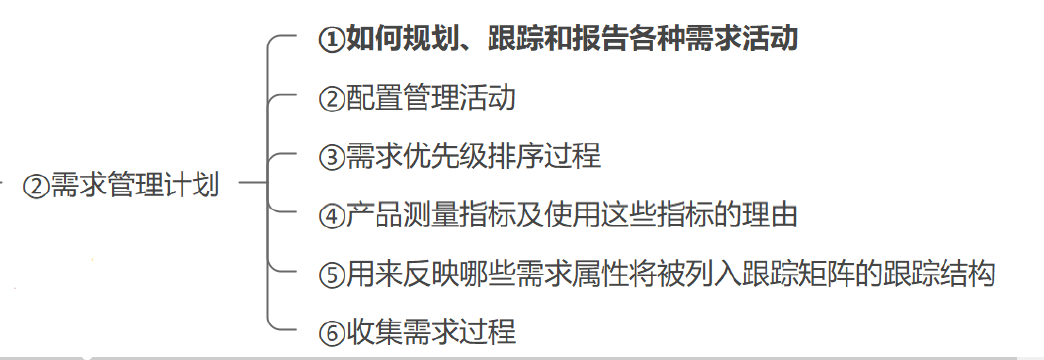 ②需求管理计划
①如何规划、跟踪和报告各种需求活动
②配置管理活动
③需求优先级排序过程
④产品测量指标及使用这些指标的理由
⑤用来反映哪些需求属性将被列入跟踪矩阵的跟踪结构
⑥收集需求过程